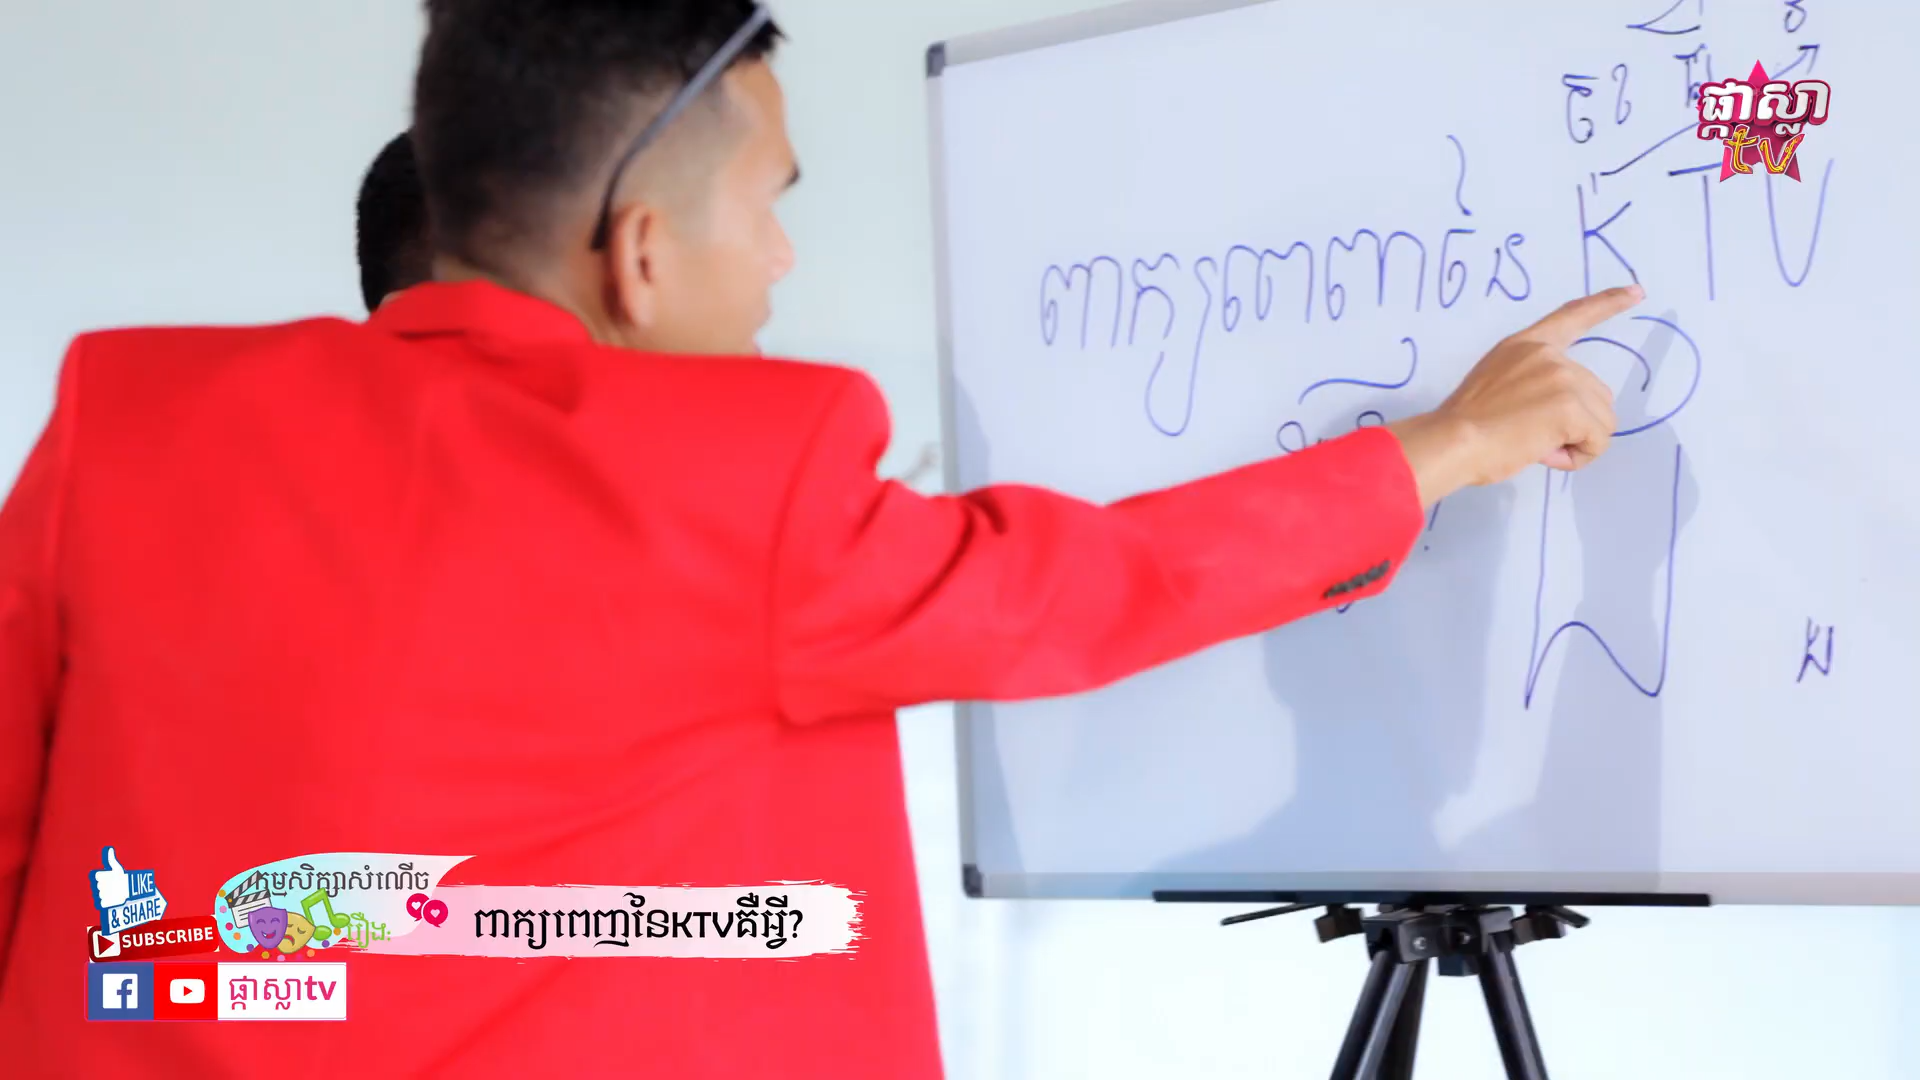 ផ្កាស្លា
tv
ពាក្យពេញនៃ KTV
LIKE
& SHARE
SUBSCRIBE
កុម្មសិក្សាសំណើច
រឿង:
ពាក្យពេញនៃKTVគឺអ្វី?
ផ្កាស្លាtv